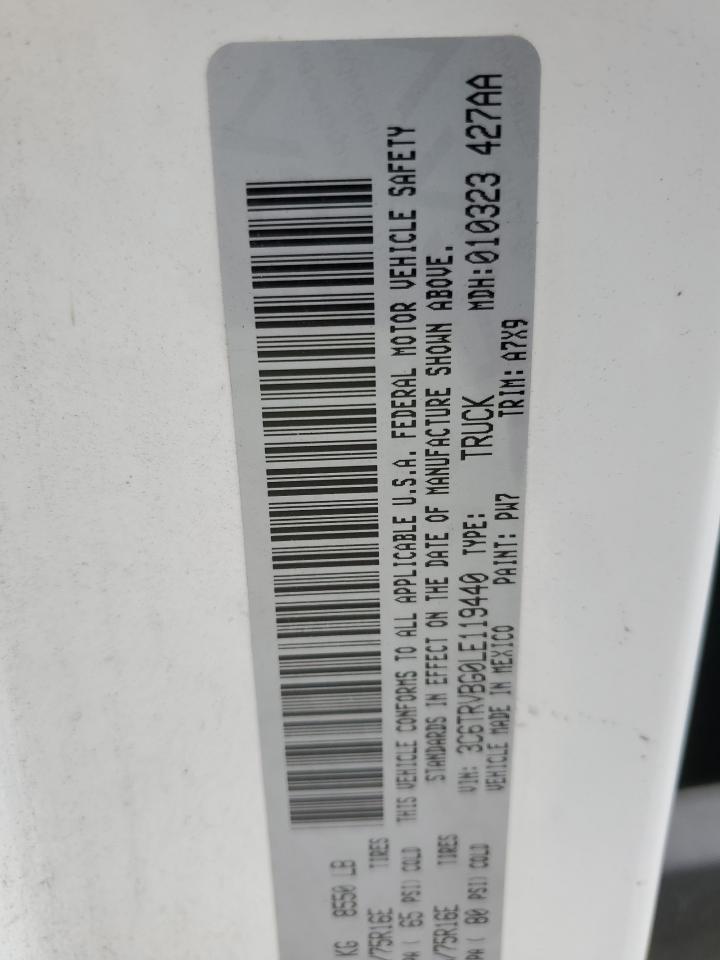 KG 8550 LB
/75R16E TIRES
PA ( 65 PSI) COLD
/75R16E TIRES
PA ( 80 PSI) COLD
THIS VEHICLE CONFORMS TO ALL APPLICABLE U.S.A. FEDERAL MOTOR VEHICLE SAFETY
STANDARDS IN EFFECT ON THE DATE OF MANUFACTURE SHOWN ABOVE.
VIN: 3C6TRVBG0LE119440 TYPE: TRUCK MDH:010323 427AA
VEHICLE MADE IN MEXICO PAINT: PW7 TRIM: A7X9